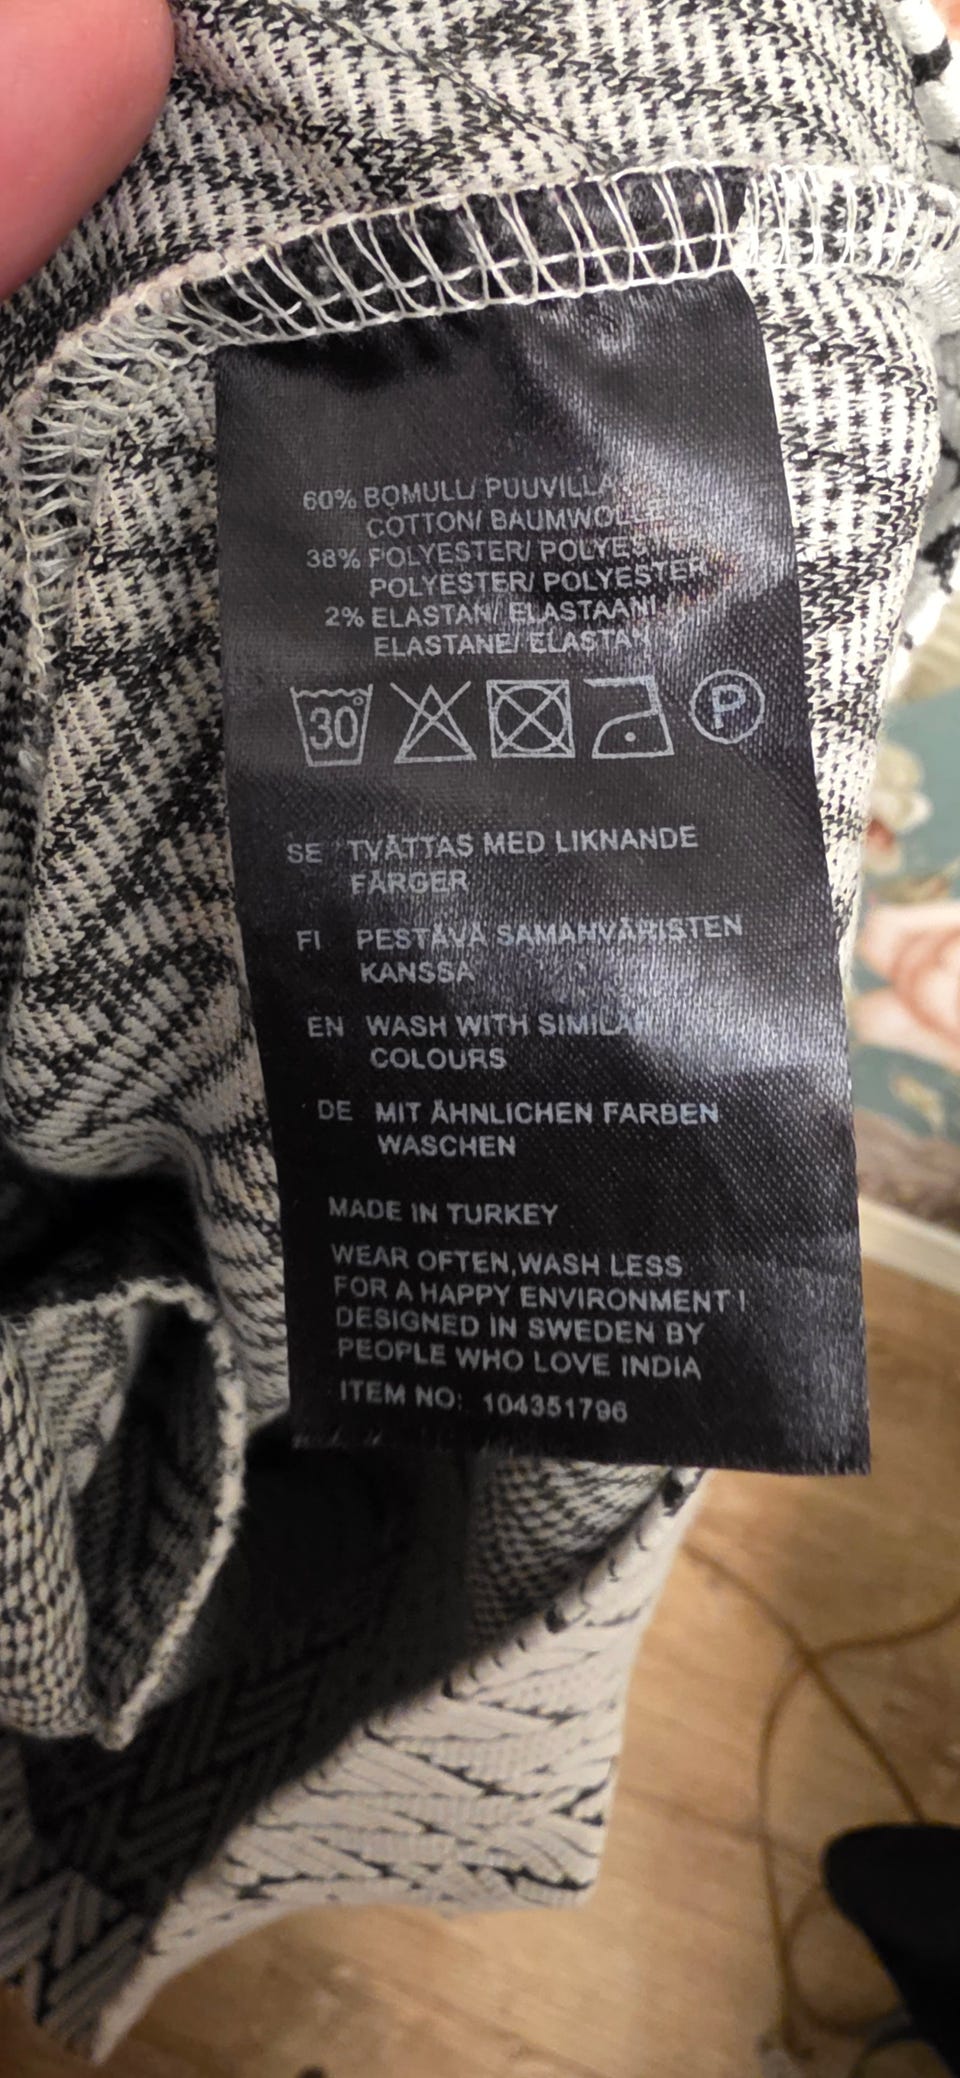 60% BOMULL/ PUUVILLA
COTTON/ BAUMWOLLE
38% POLYESTER/ POLYES
POLYESTER/ POLYESTER
2% ELASTAN/ ELASTAANI
ELASTANE/ ELASTAN
30° P
SE TVÄTTAS MED LIKNANDE
FÄRGER
FI PESTÄVÄ SAMANVÄRISTEN
KANSSA
EN WASH WITH SIMILAR
COLOURS
DE MIT ÄHNLICHEN FARBEN
WASCHEN
MADE IN TURKEY
WEAR OFTEN,WASH LESS
FOR A HAPPY ENVIRONMENT !
DESIGNED IN SWEDEN BY
PEOPLE WHO LOVE INDIA
ITEM NO: 104351796